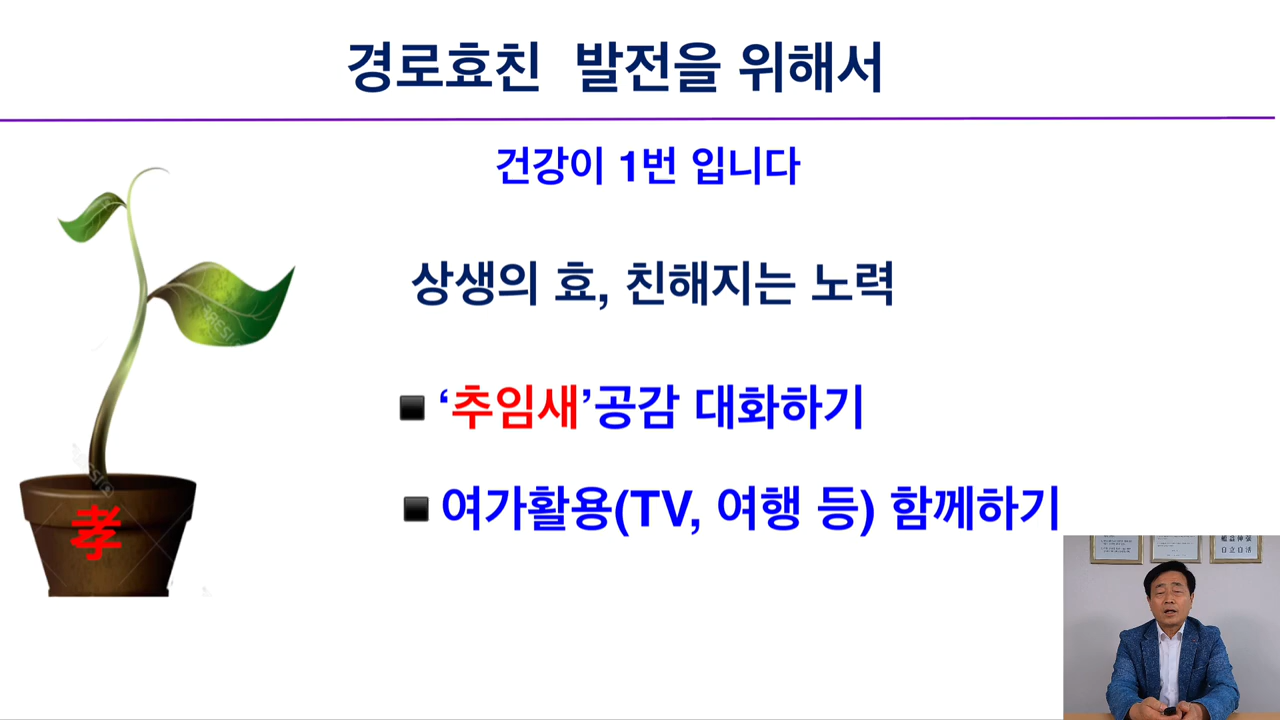 경로효친 발전을 위해서
건강이 1번 입니다
상생의 효, 친해지는 노력
‘추임새’공감 대화하기
여가활용(TV, 여행 등) 함께하기
孝